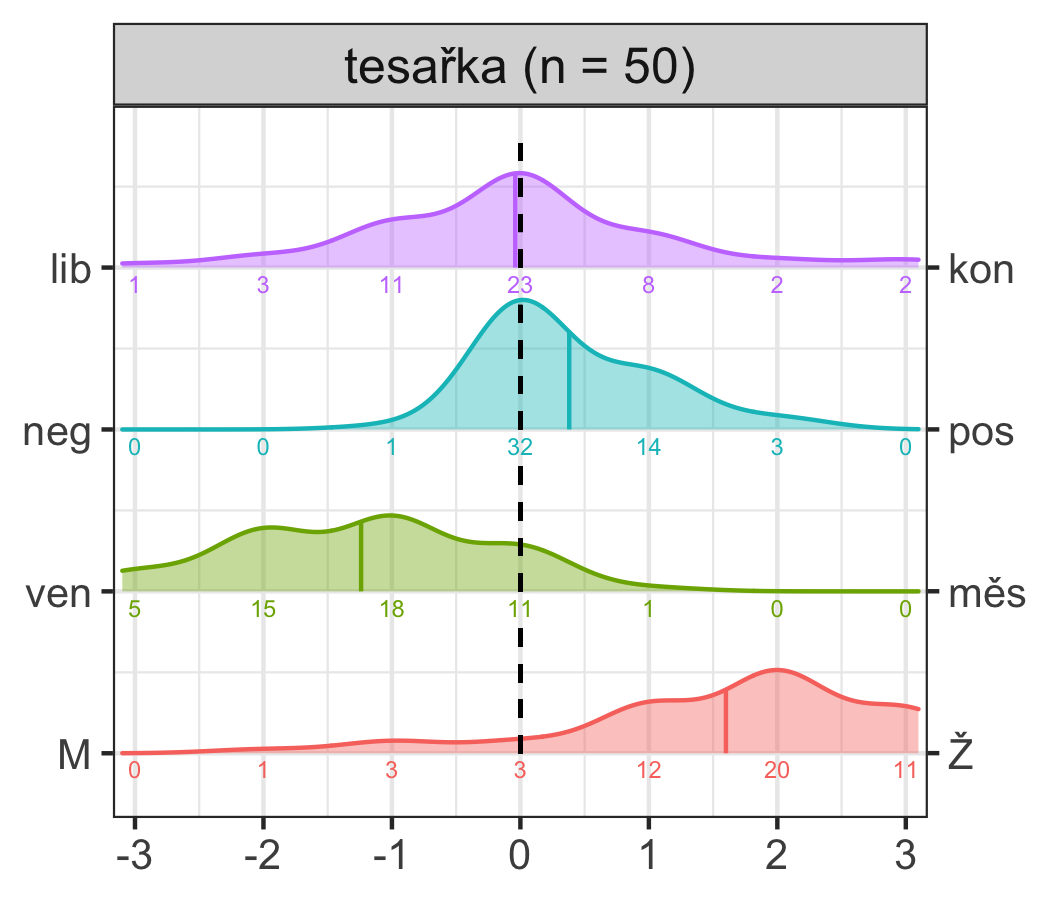 tesařka (n = 50)
lib kon
1 3 11 23 8 2 2
neg pos
0 0 1 32 14 3 0
ven měs
5 15 18 11 1 0 0
M Ž
0 1 3 3 12 20 11
-3 -2 -1 0 1 2 3